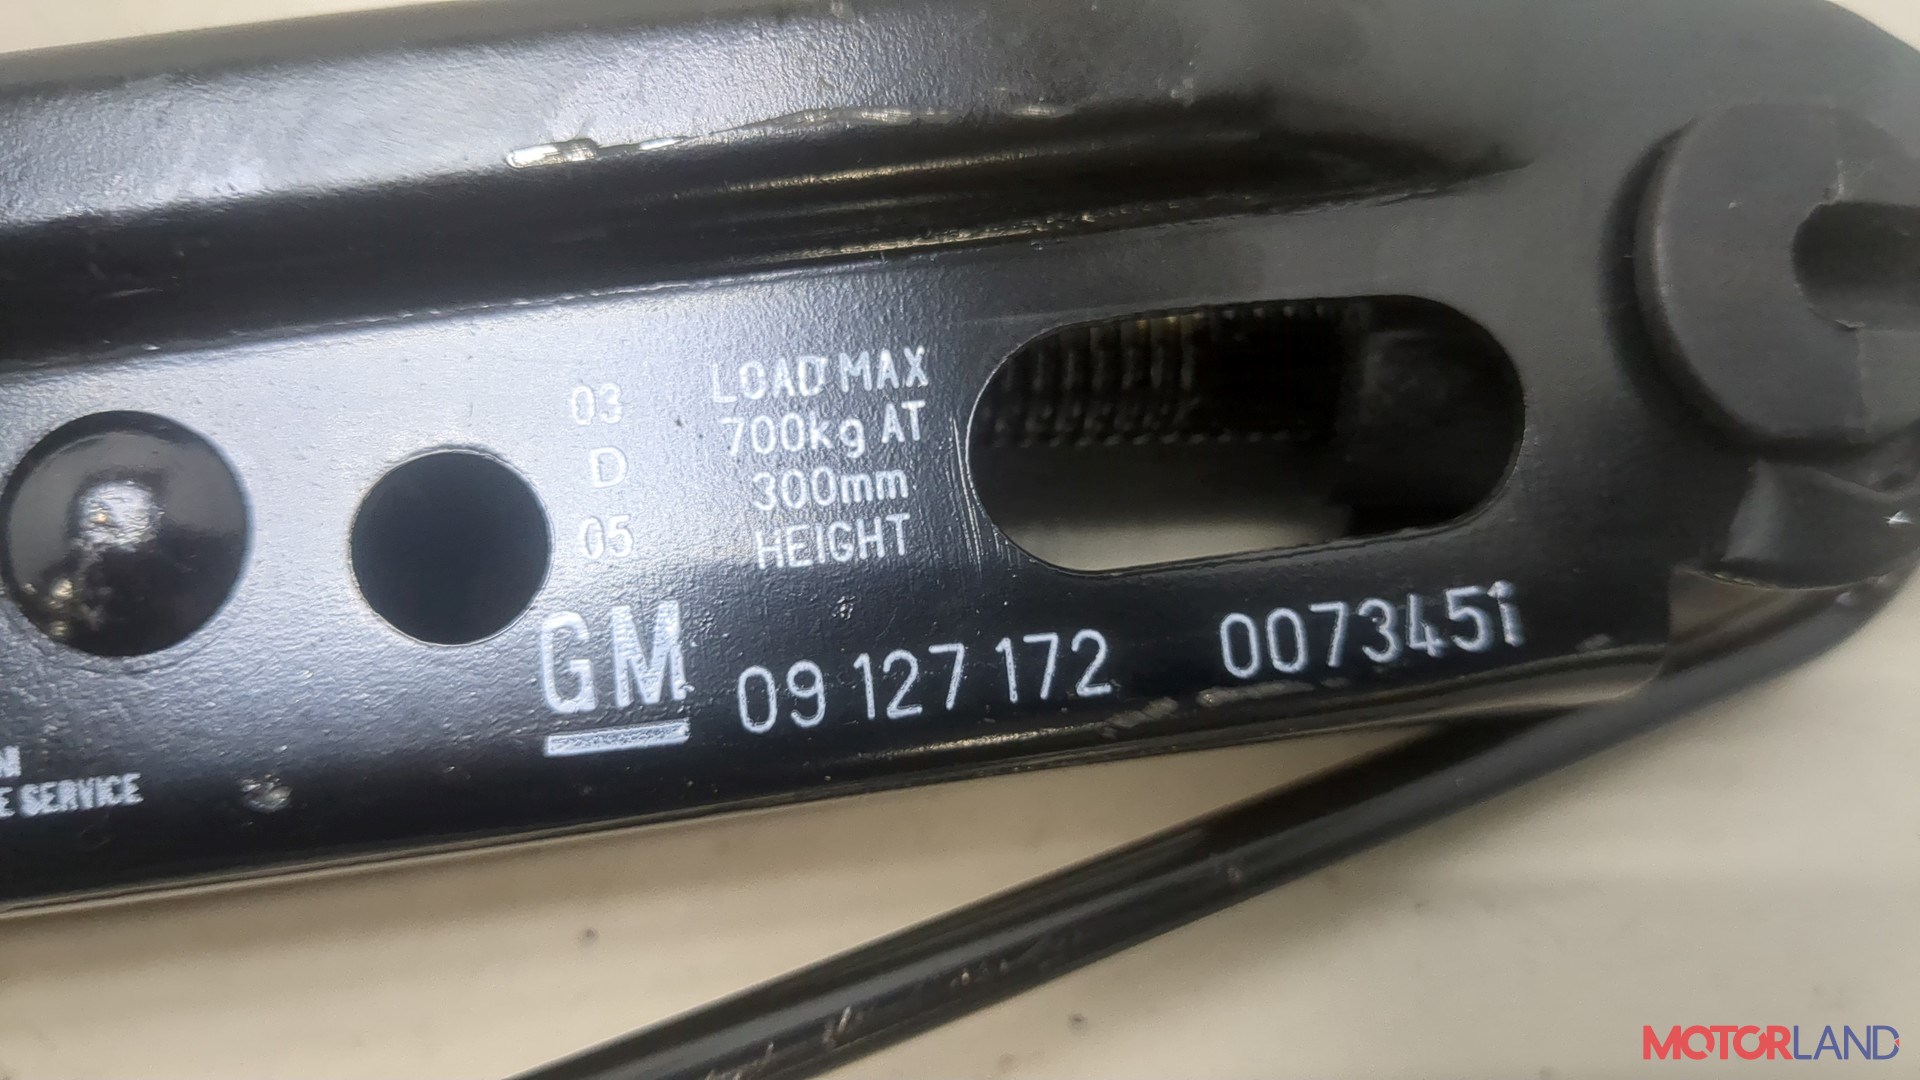 03
D
05
LOAD MAX
700kg AT
300mm
HEIGHT
GM 09 127 172 0073451
SERVICE
MOTORLAND